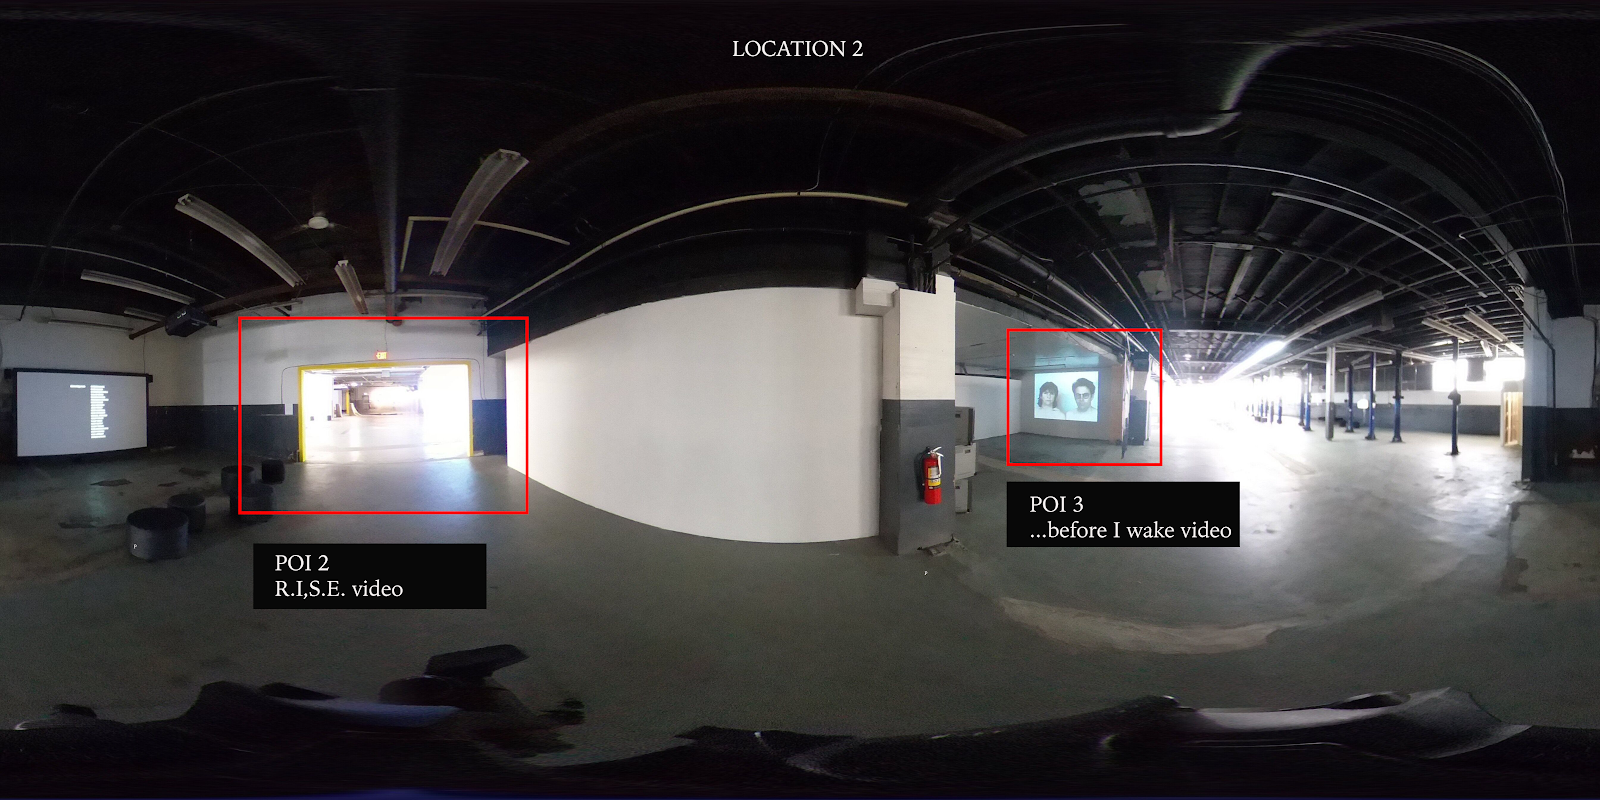 LOCATION 2
POI 2
R.I,S.E. video
POI 3
...before I wake video